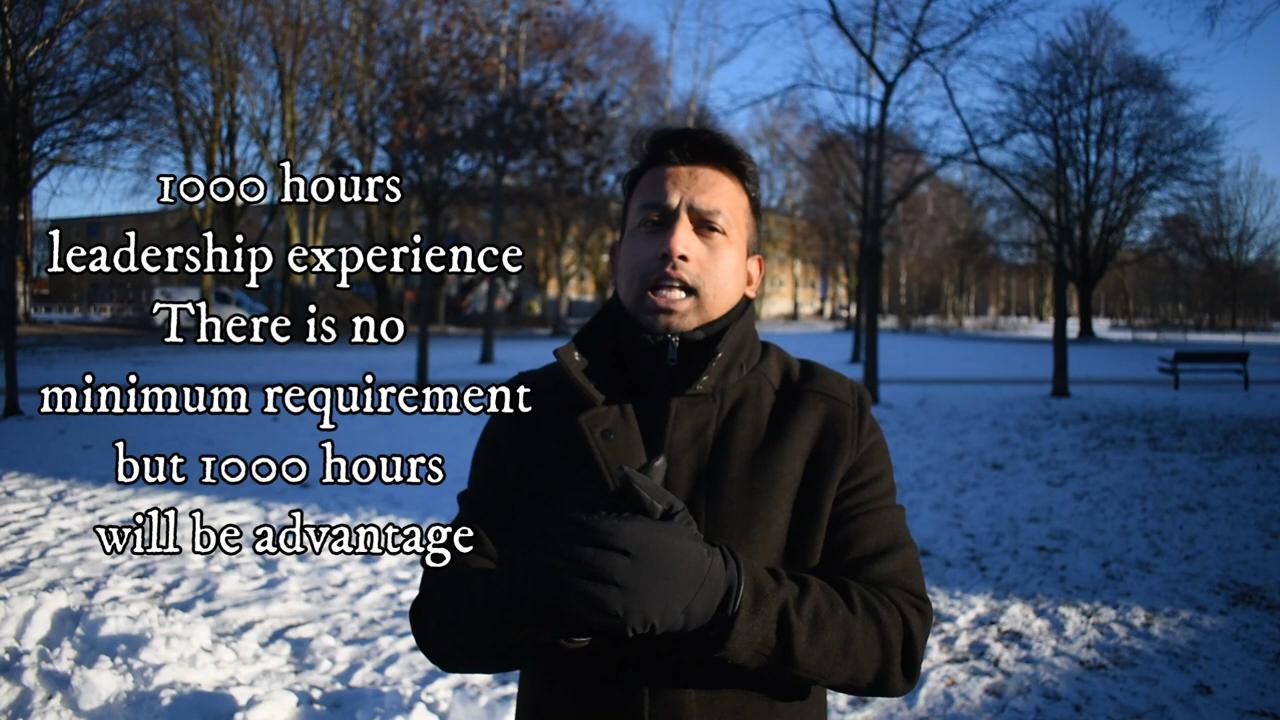 1000 hours
leadership experience
There is no
minimum requirement
but 1000 hours
will be advantage